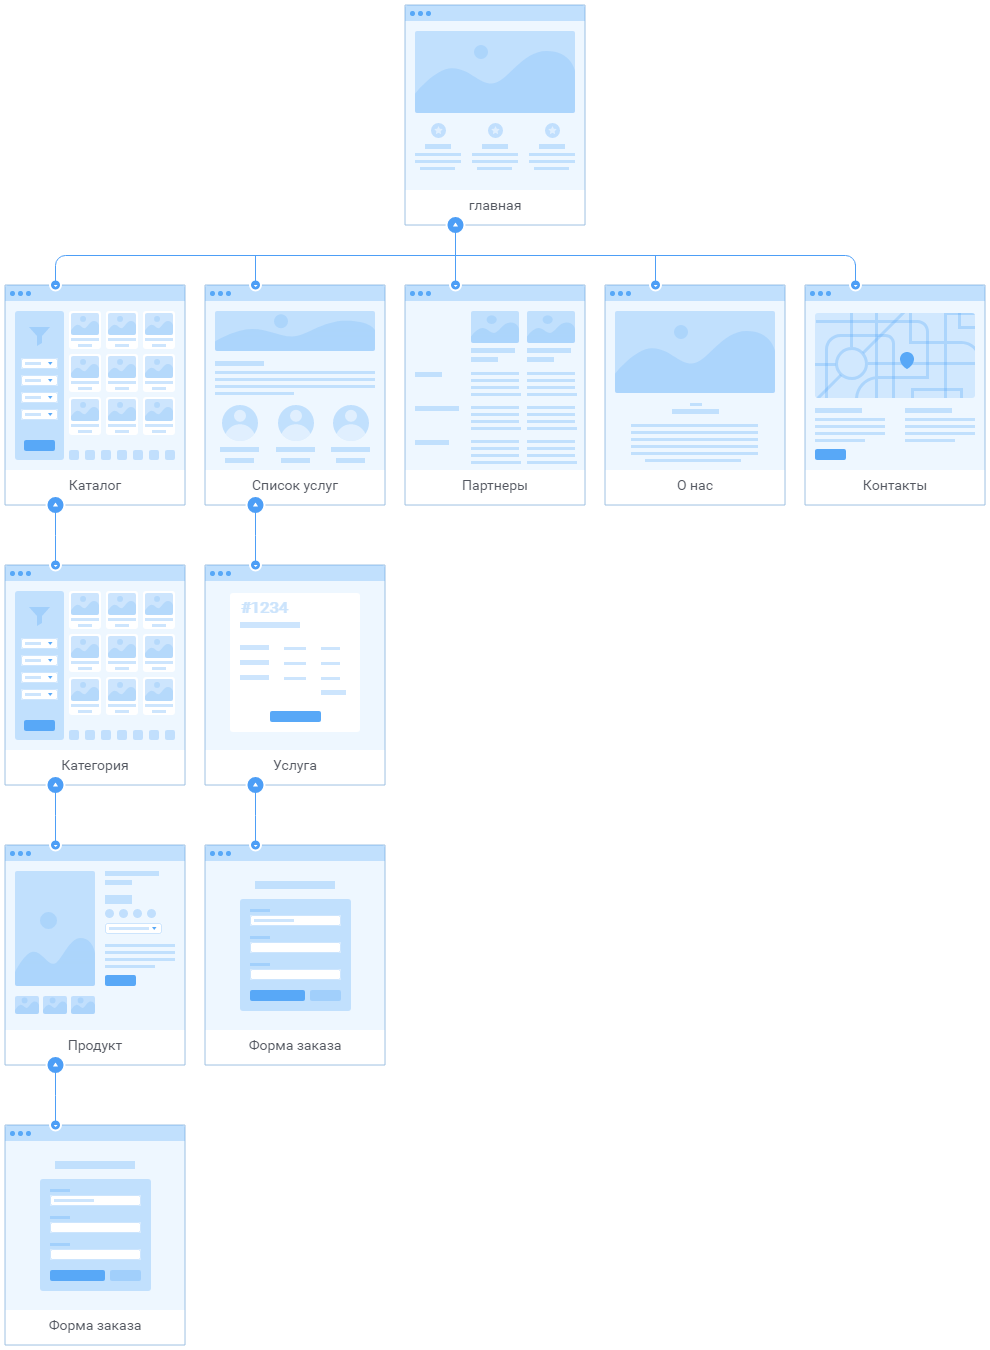 главная
Каталог
Список услуг
Партнеры
О нас
Контакты
#1234
Категория
Услуга
Продукт
Форма заказа
Форма заказа